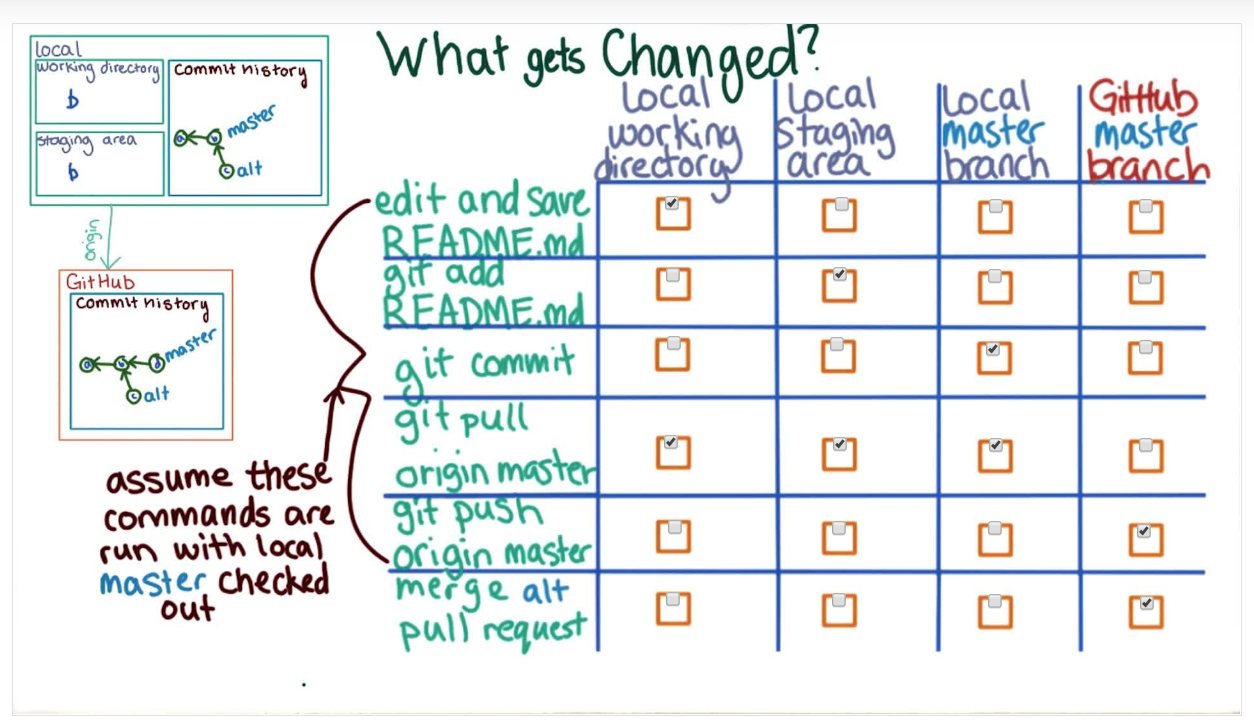 What gets Changed?
local
working directory
b
staging area
b
Commit history
a
b
master
c
alt
origin
GitHub
Commit history
a
b
d
master
c
alt
assume these
commands are
run with local
master checked
out
Local
working
directory
Local
Staging
area
Local
master
branch
GitHub
master
branch
edit and save
README.md
git add
README.md
git commit
git pull
origin master
git push
origin master
merge alt
pull request